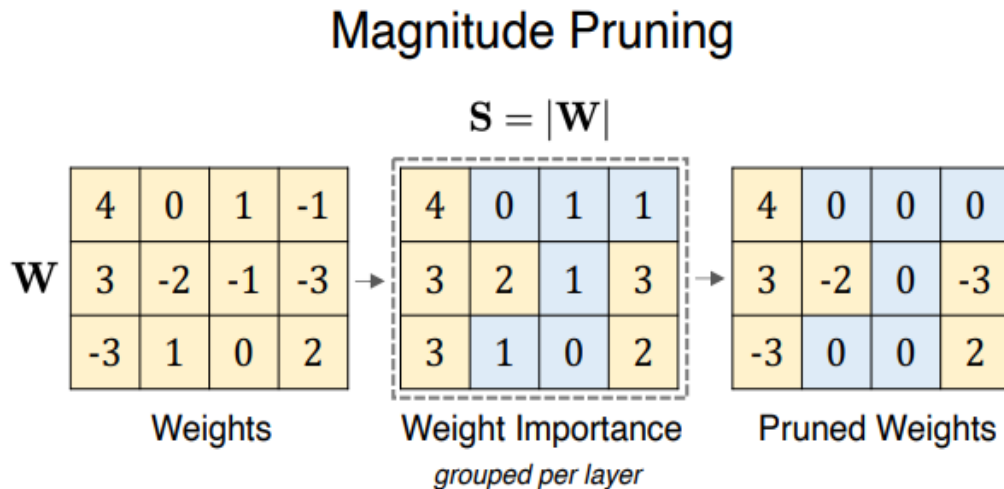 Magnitude Pruning
S = |W|
4 0 1 -1
4 0 1 1
4 0 0 0
W
3 -2 -1 -3
3 2 1 3
3 -2 0 -3
-3 1 0 2
3 1 0 2
-3 0 0 2
Weights
Weight Importance
Pruned Weights
grouped per layer